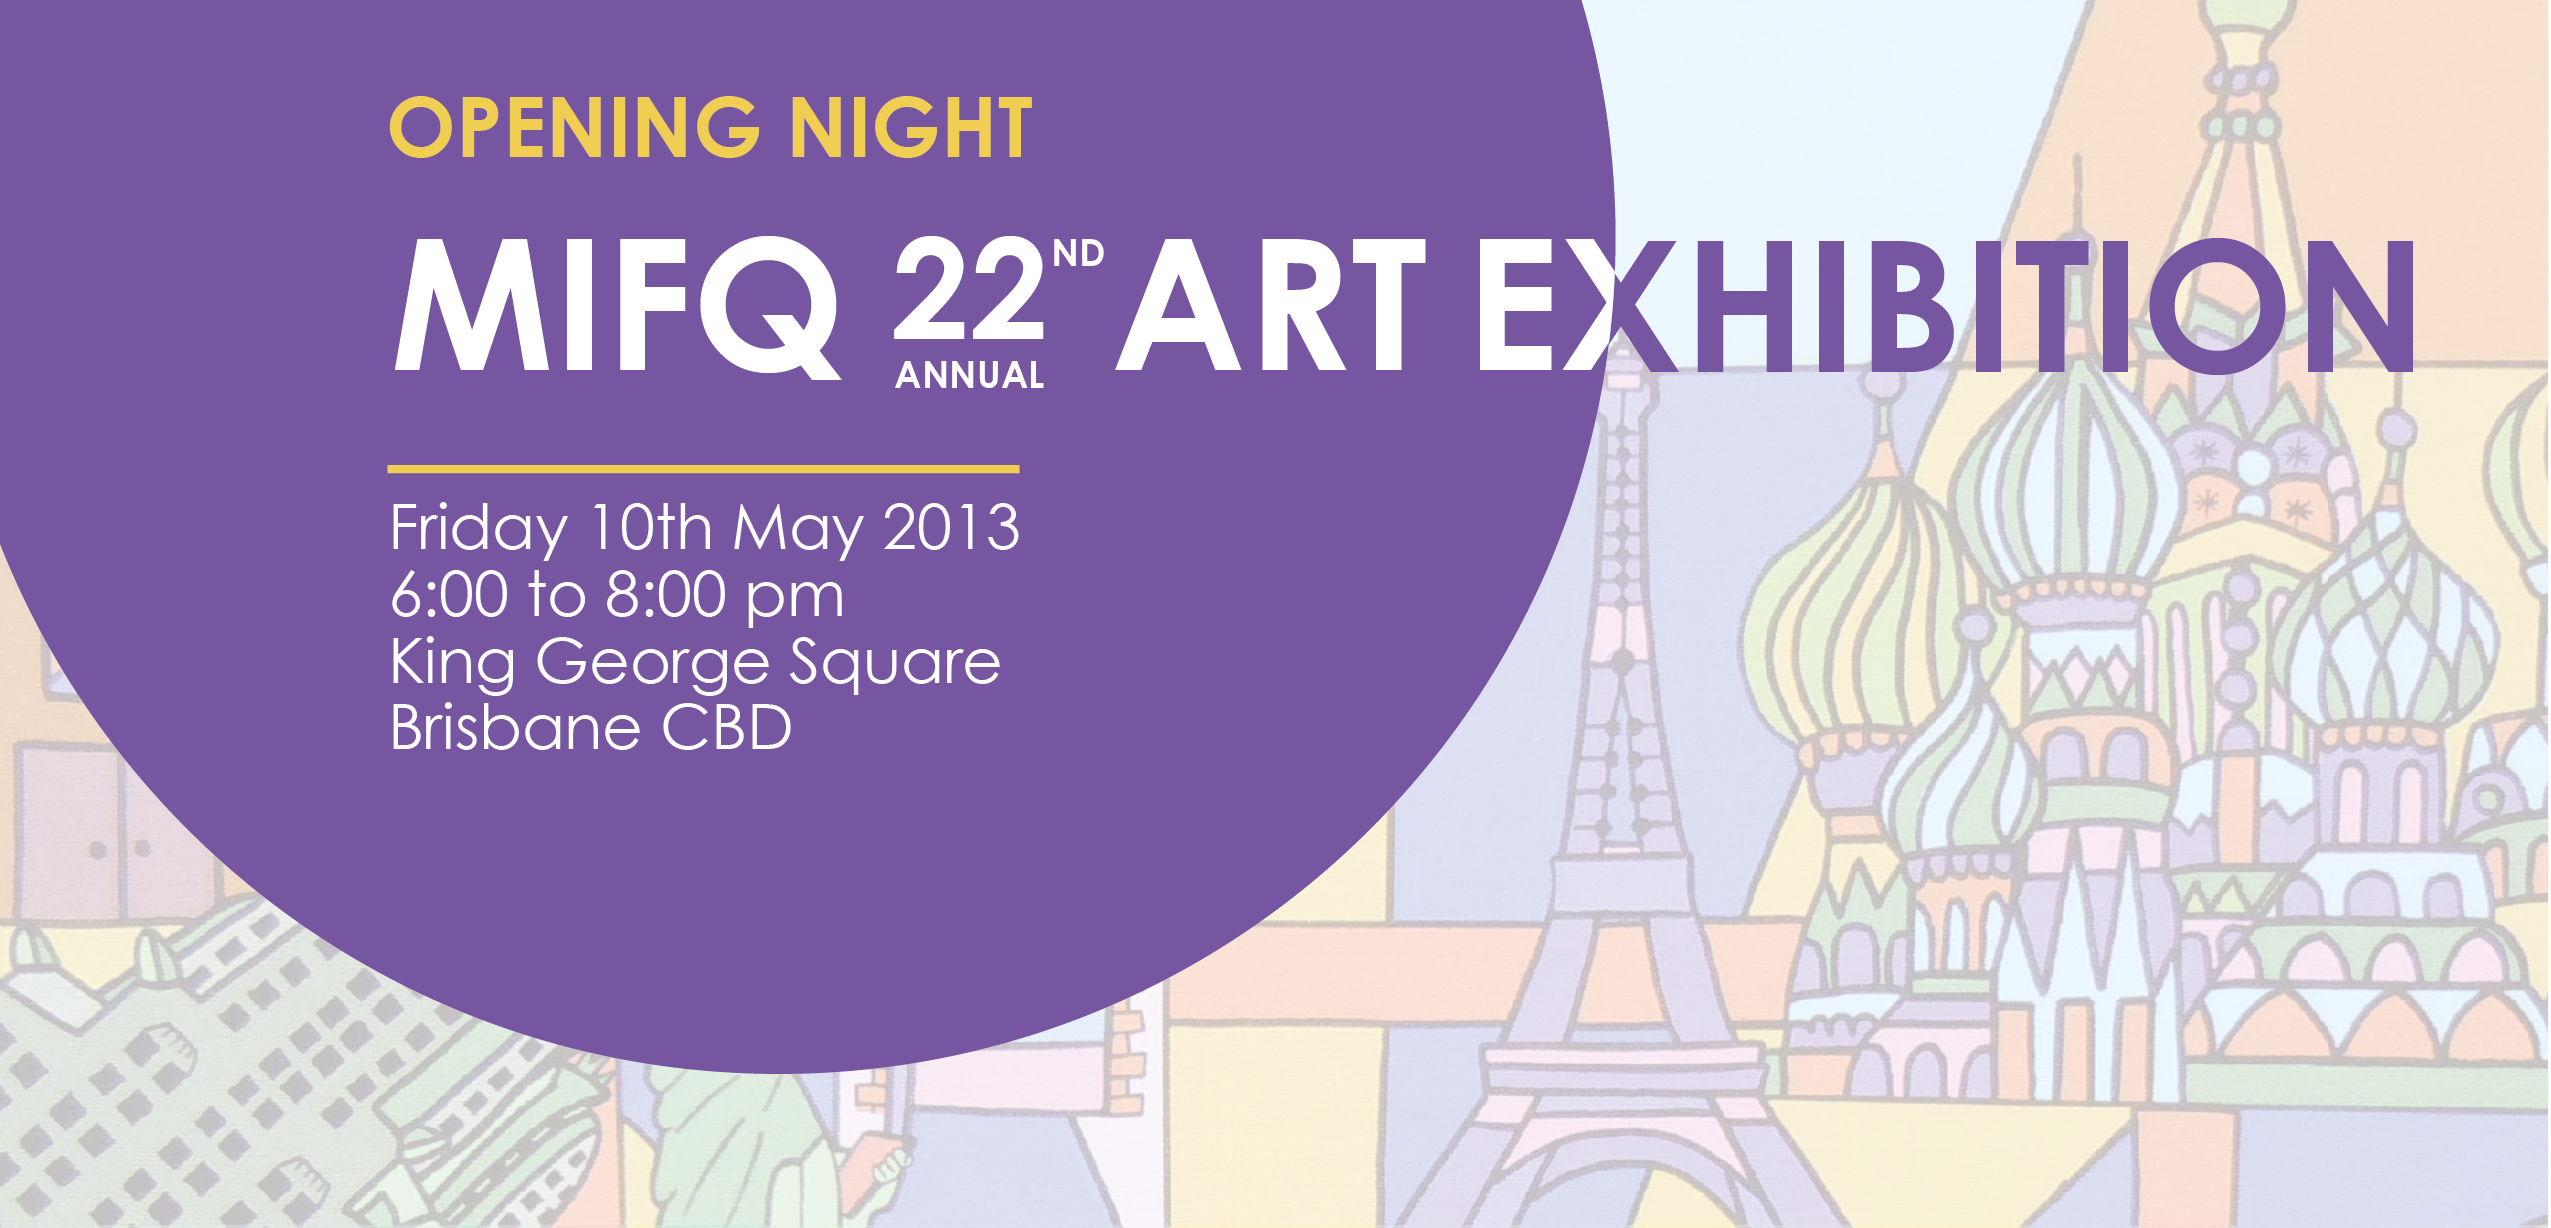 OPENING NIGHT
MIFQ 22ND ANNUAL ART EXHIBITION
Friday 10th May 2013
6:00 to 8:00 pm
King George Square
Brisbane CBD